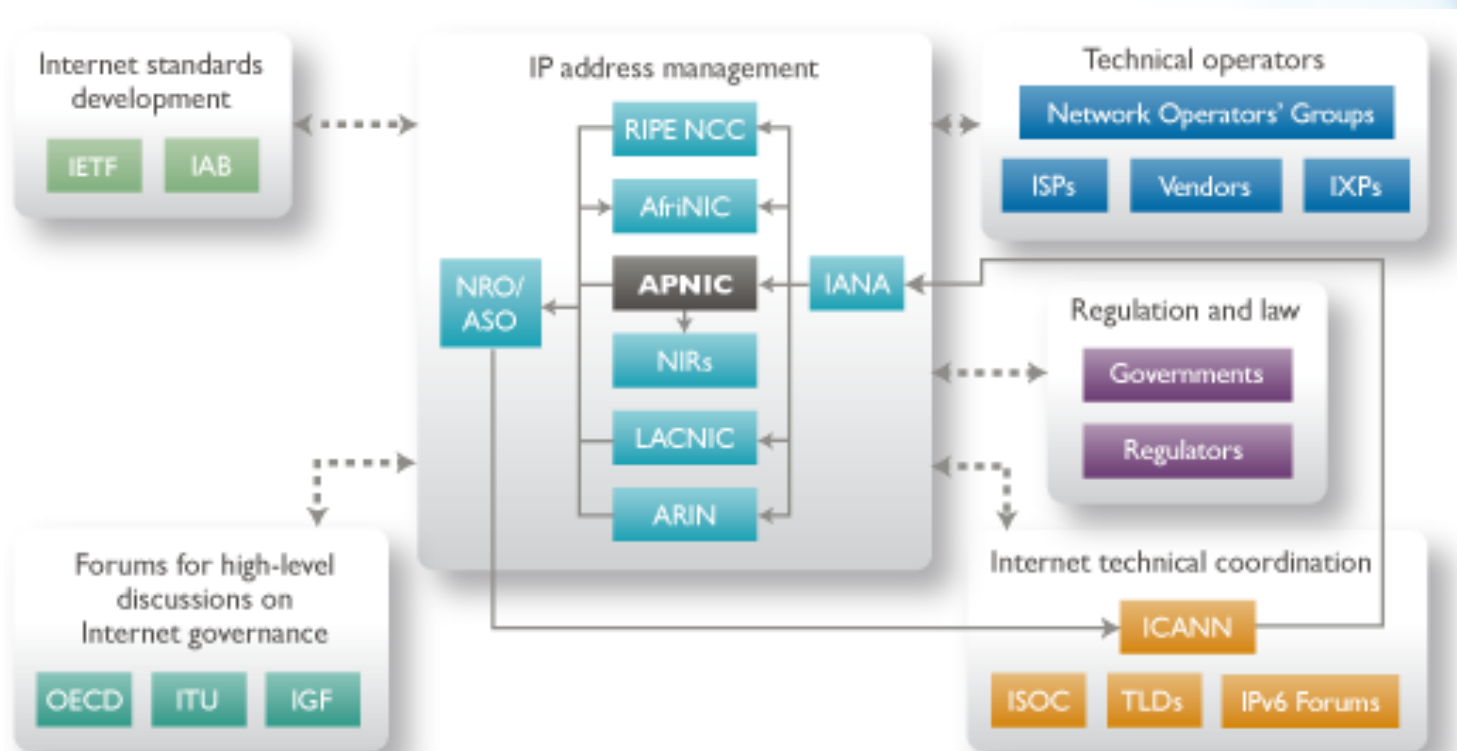 Internet standards
development
IETF
IAB
IP address management
RIPE NCC
AfriNIC
APNIC
NIRs
LACNIC
ARIN
NRO/
ASO
IANA
Technical operators
Network Operators' Groups
ISPs
Vendors
IXPs
Regulation and law
Governments
Regulators
Forums for high-level
discussions on
Internet governance
OECD
ITU
IGF
Internet technical coordination
ICANN
ISOC
TLDs
IPv6 Forums